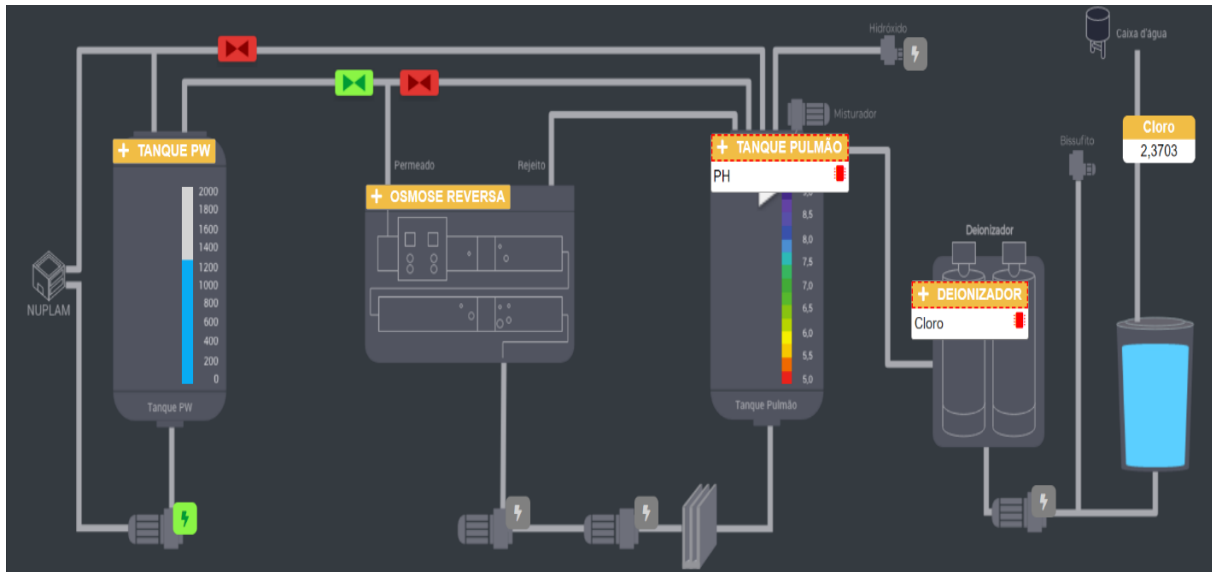 Hidróxido
Caixa d'água
Misturador
Cloro
2,3703
Bissufito
+ TANQUE PW
Permeado
Rejeito
+ TANQUE PULMÃO
PH
+ OSMOSE REVERSA
2000
1800
1600
1400
1200
1000
800
600
400
200
0
8,5
8,0
7,5
7,0
6,5
6,0
5,5
5,0
Deionizador
+ DEIONIZADOR
Cloro
NUPLAM
Tanque PW
Tanque Pulmão